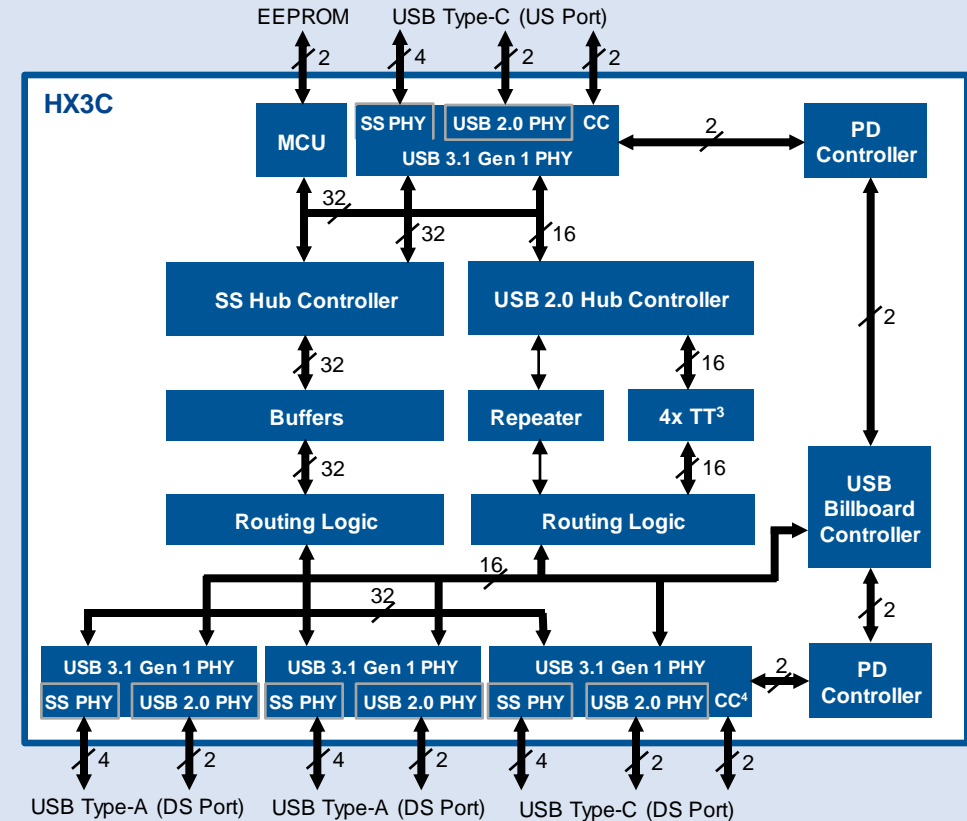 EEPROM USB Type-C (US Port)
2 4 2 2
HX3C
MCU
SS PHY USB 2.0 PHY CC
USB 3.1 Gen 1 PHY
2
PD
Controller
32
32 16
SS Hub Controller
USB 2.0 Hub Controller
2
32 16
Buffers
Repeater
4x TT³
32 16
USB
Billboard
Controller
Routing Logic
Routing Logic
16
32
2
USB 3.1 Gen 1 PHY
SS PHY USB 2.0 PHY
USB 3.1 Gen 1 PHY
SS PHY USB 2.0 PHY
USB 3.1 Gen 1 PHY
SS PHY USB 2.0 PHY CC⁴
2
PD
Controller
4 2 4 2 4 2 2
USB Type-A (DS Port) USB Type-A (DS Port) USB Type-C (DS Port)